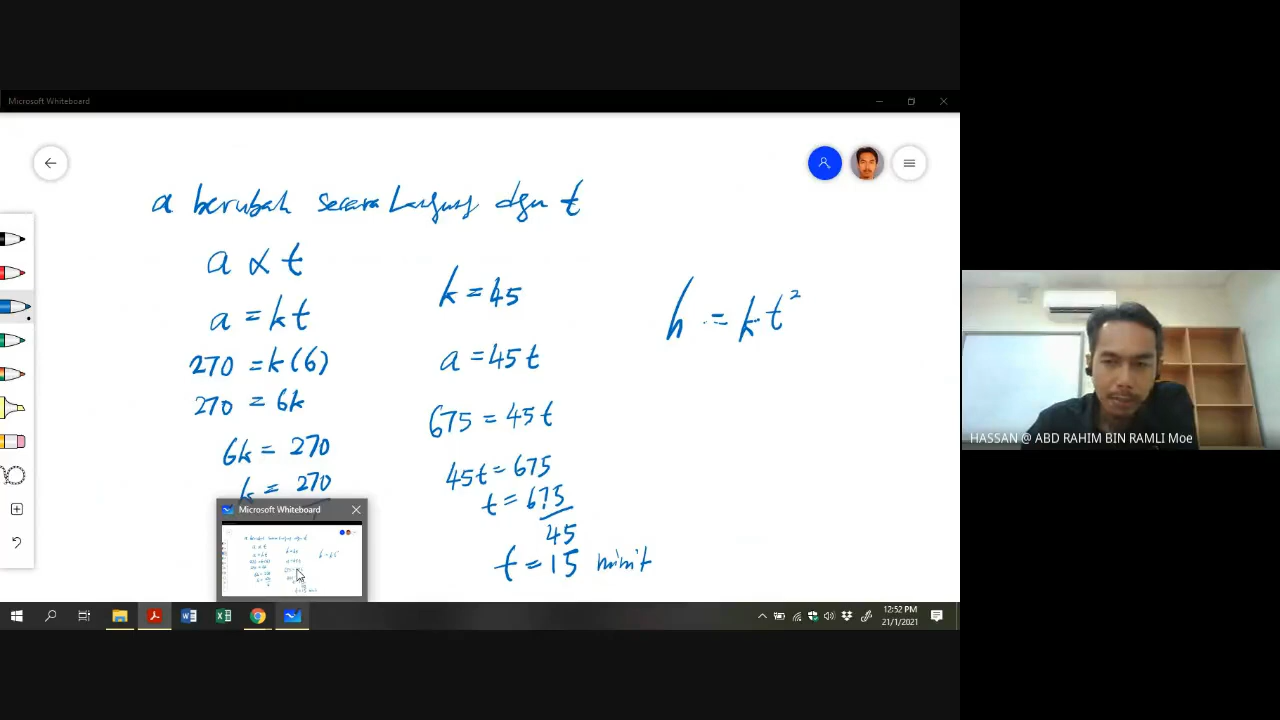 Microsoft Whiteboard
a berubah secara Langsung dgn t
a ∝ t
a = kt
270 = k(6)
270 = 6k
6k = 270
k = 270
k = 45
a = 45t
675 = 45t
45t = 675
t = 675
45
t = 15 minit
h = kt²
Microsoft Whiteboard
12:52 PM
21/1/2021
HASSAN @ ABD RAHIM BIN RAMLI Moe